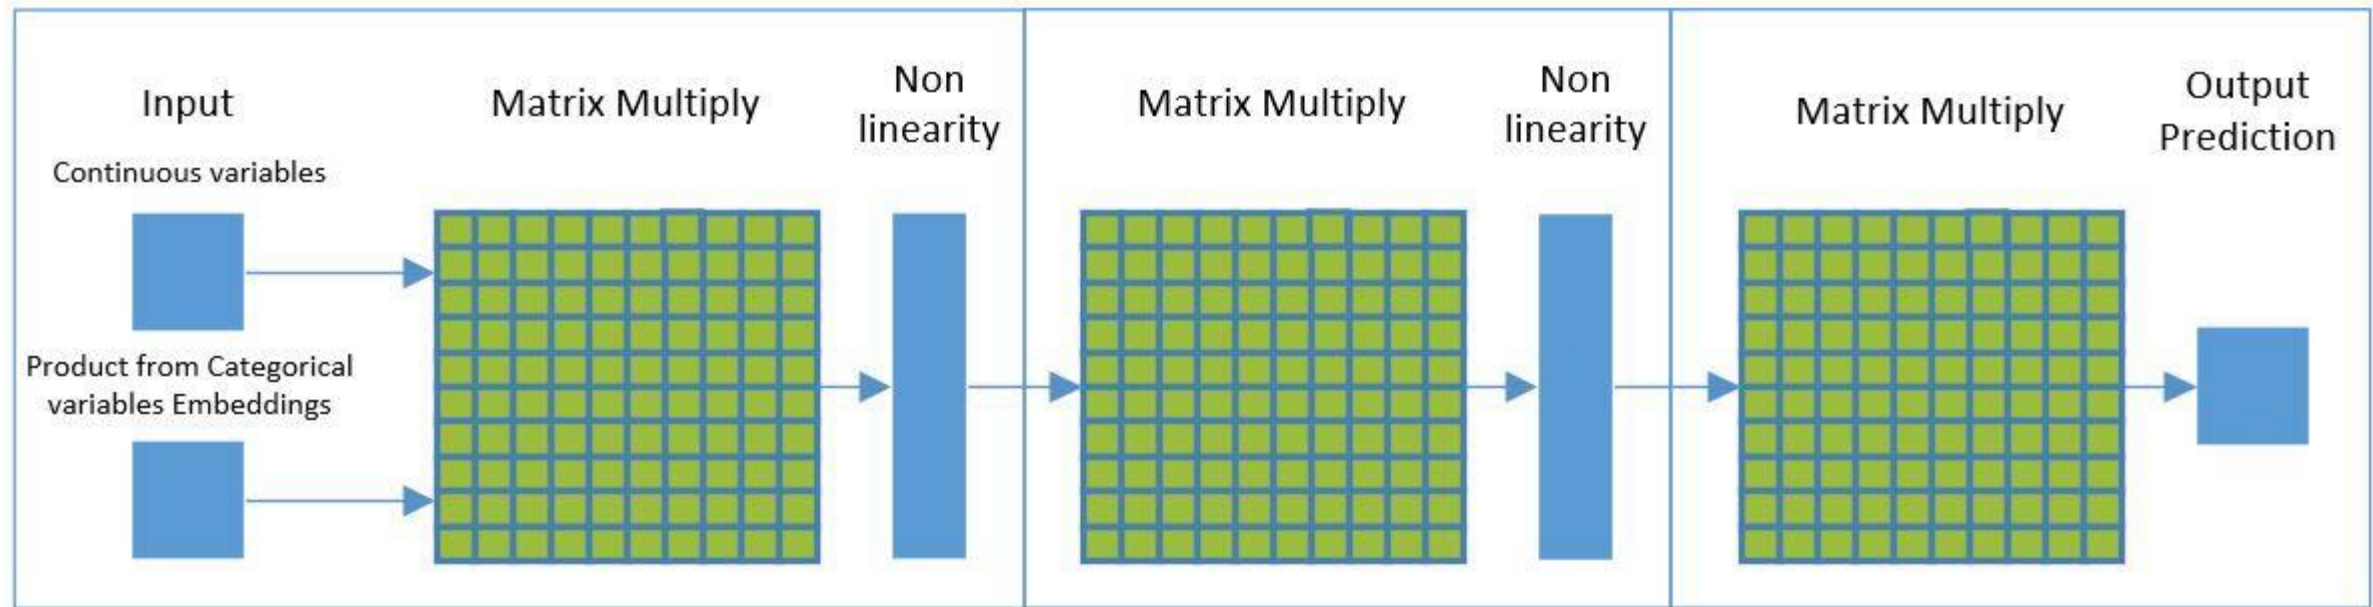 Input
Continuous variables
Product from Categorical
variables Embeddings
Matrix Multiply
Non
linearity
Matrix Multiply
Non
linearity
Matrix Multiply
Output
Prediction